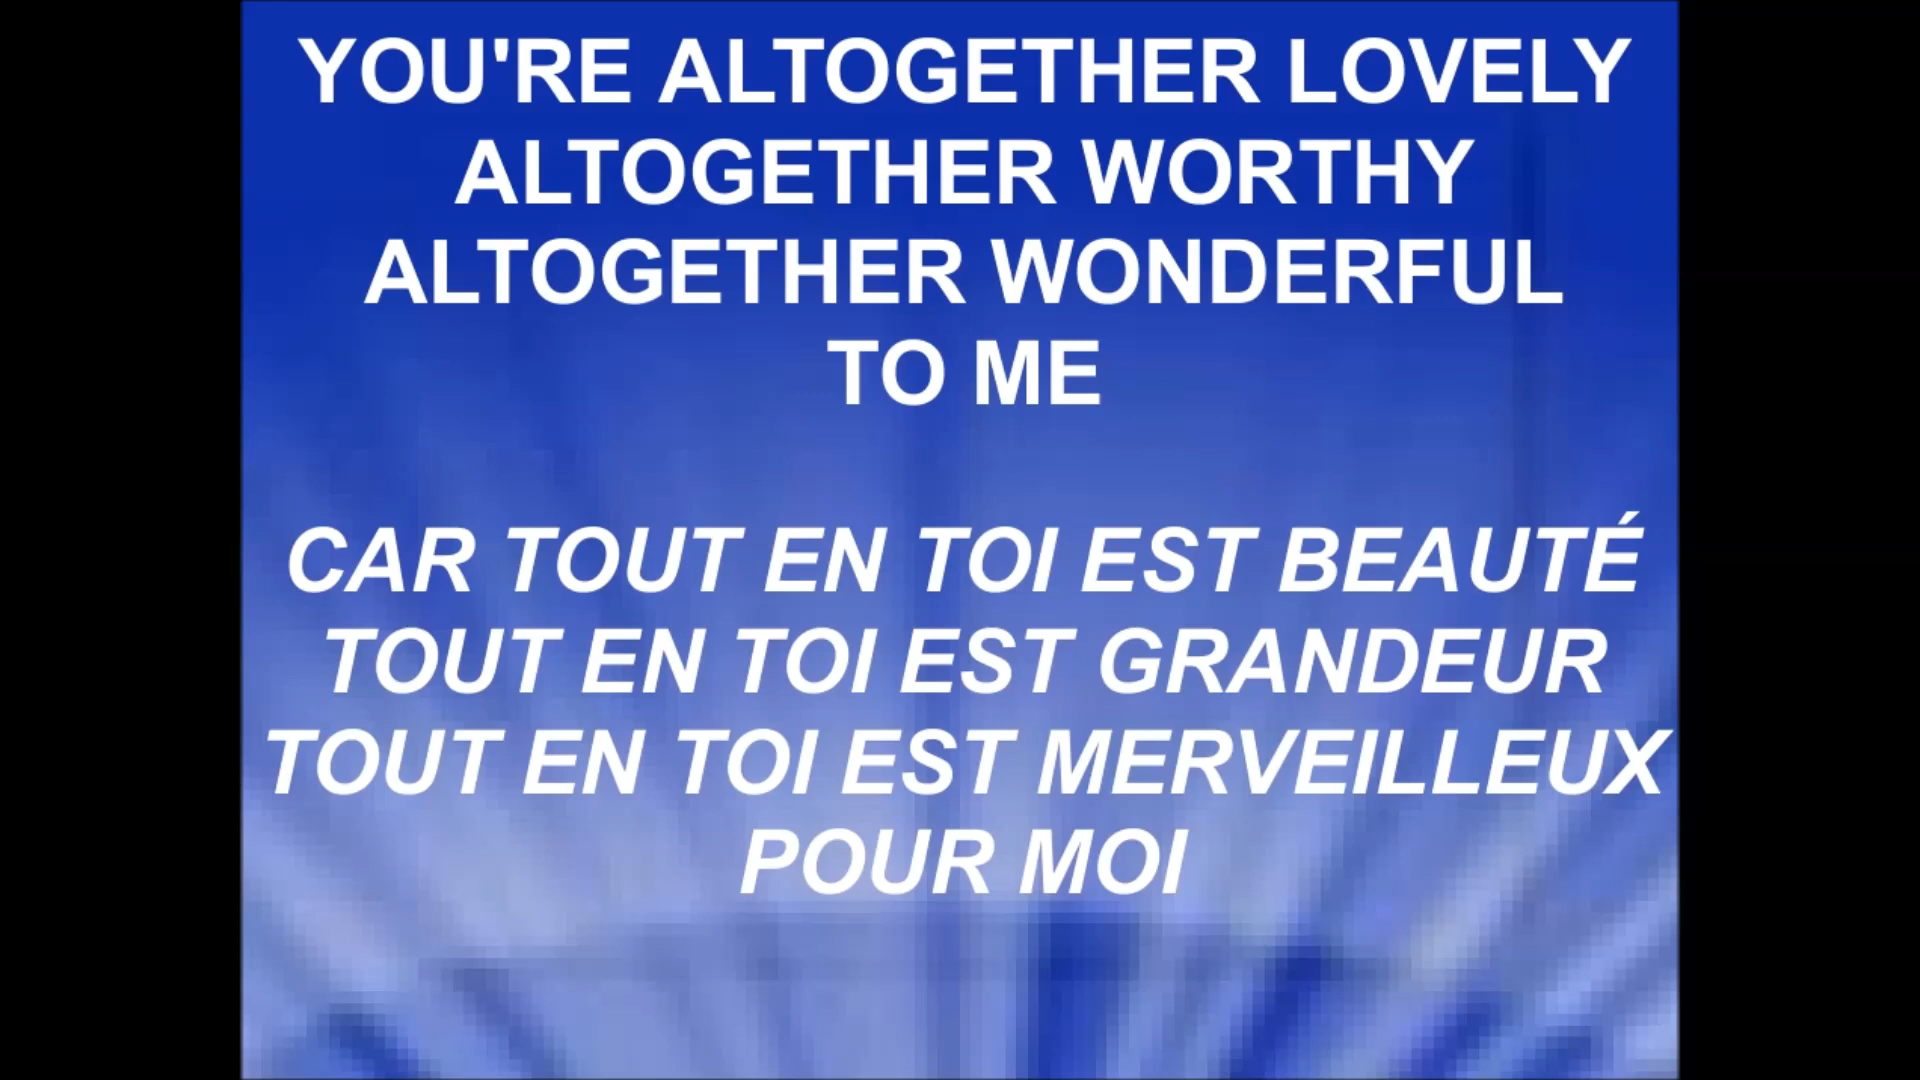 YOU'RE ALTOGETHER LOVELY
ALTOGETHER WORTHY
ALTOGETHER WONDERFUL
TO ME
CAR TOUT EN TOI EST BEAUTÉ
TOUT EN TOI EST GRANDEUR
TOUT EN TOI EST MERVEILLEUX
POUR MOI